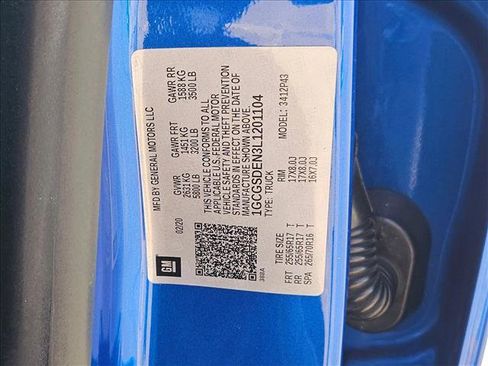 MFD BY GENERAL MOTORS LLC
02/20 GVWR GAWR FRT GAWR RR
2631 KG 1451 KG 1588 KG
5800 LB 3200 LB 3500 LB
THIS VEHICLE CONFORMS TO ALL
APPLICABLE U.S. FEDERAL MOTOR
VEHICLE SAFETY AND THEFT PREVENTION
STANDARDS IN EFFECT ON THE DATE OF
MANUFACTURE SHOWN ABOVE.
1GCGSDEN3L1201104
TYPE: TRUCK MODEL: 3412P43
TIRE SIZE RIM
FRT 255/65R17 T 17X8.0J
RR 255/65R17 T 17X8.0J
SPA 265/70R16 T 16X7.0J
GM